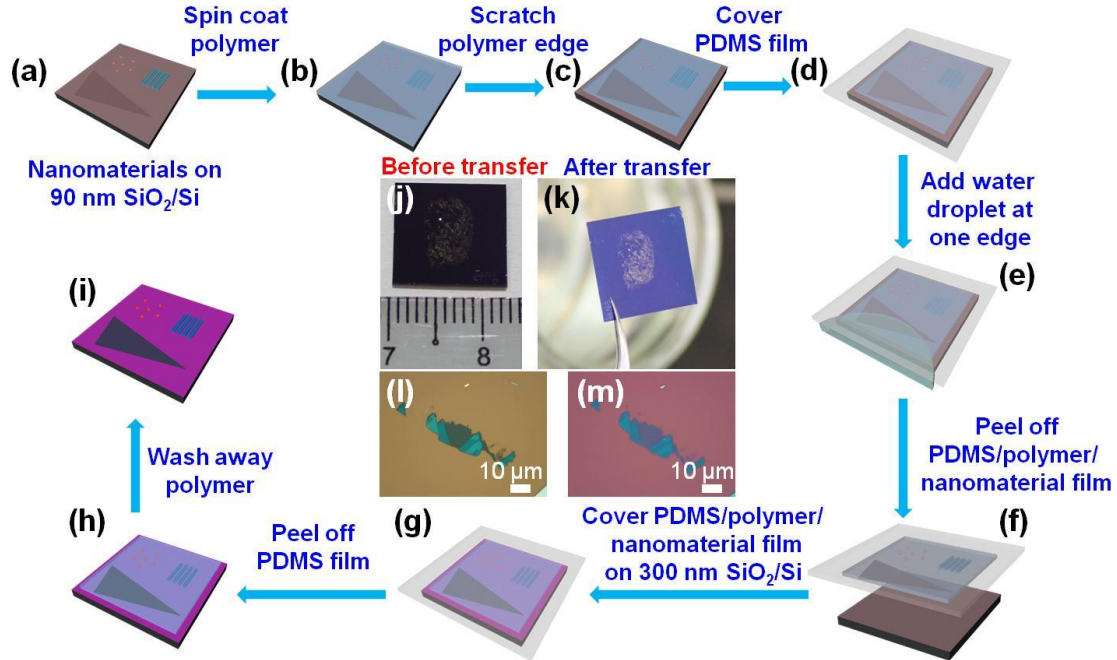 Spin coat
polymer
Scratch
polymer edge
Cover
PDMS film
(a)
(b)
(c)
(d)
Nanomaterials on
90 nm SiO₂/Si
Before transfer
After transfer
(j)
(k)
Add water
droplet at
one edge
(e)
(i)
7
8
(l)
10 µm
(m)
10 µm
Peel off
PDMS/polymer/
nanomaterial film
Wash away
polymer
(h)
Peel off
PDMS film
(g)
Cover PDMS/polymer/
nanomaterial film
on 300 nm SiO₂/Si
(f)